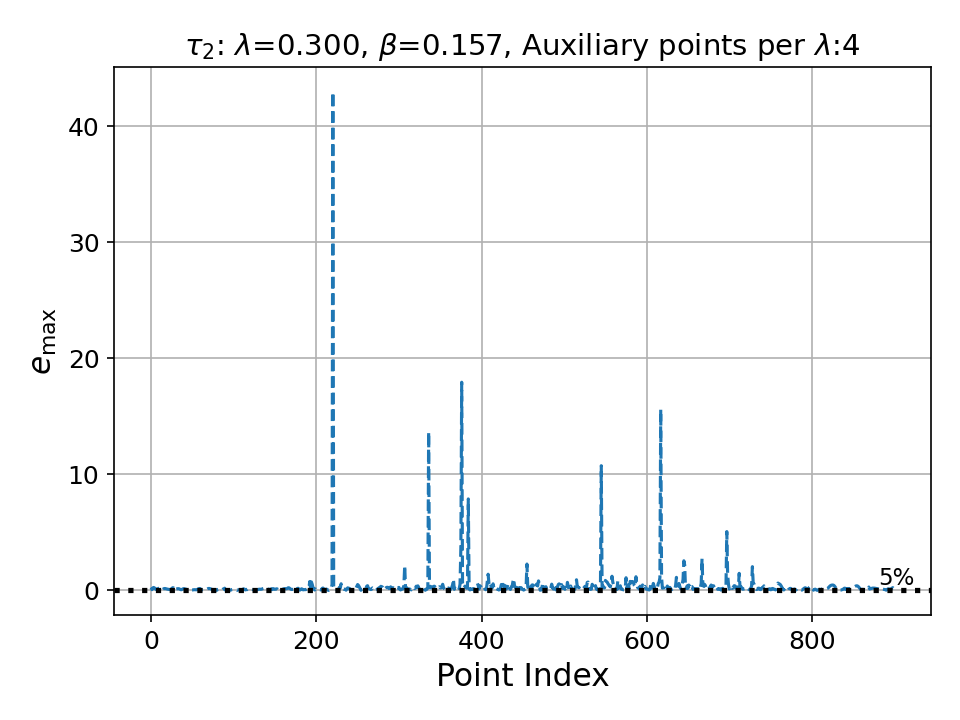 τ₂: λ=0.300, β=0.157, Auxiliary points per λ:4
40
30
20
10
0
e_max
5%
0 200 400 600 800
Point Index